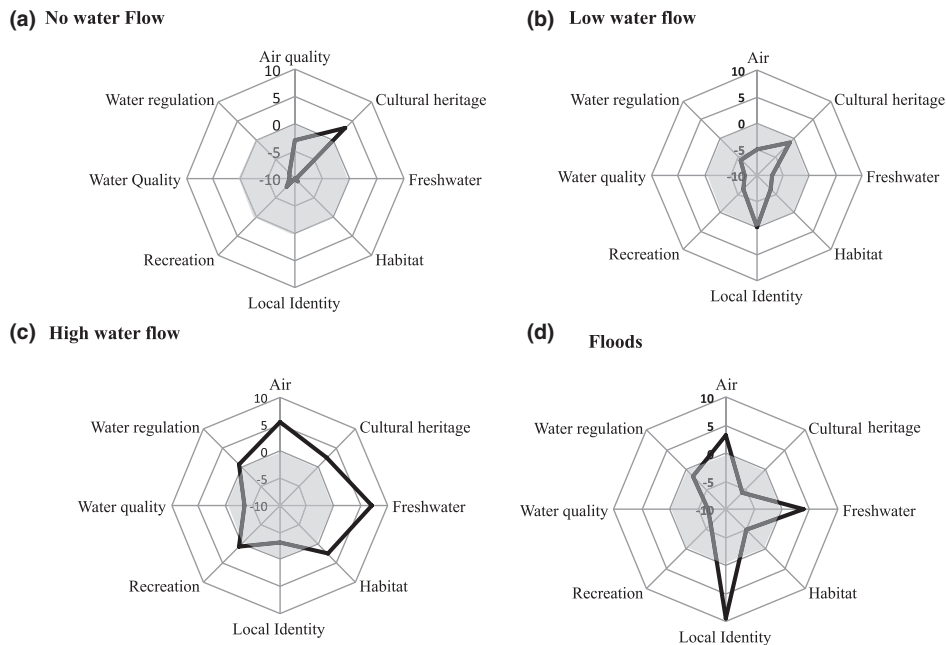 (a) No water Flow
Air quality
10
5
0
-5
-10
Cultural heritage
Freshwater
Habitat
Local Identity
Recreation
Water Quality
Water regulation
(b) Low water flow
Air
10
5
0
-5
-10
Cultural heritage
Freshwater
Habitat
Local Identity
Recreation
Water quality
Water regulation
(c) High water flow
Air
10
5
0
-5
-10
Cultural heritage
Freshwater
Habitat
Local Identity
Recreation
Water quality
Water regulation
(d) Floods
Air
10
5
0
-5
-10
Cultural heritage
Freshwater
Habitat
Local Identity
Recreation
Water quality
Water regulation